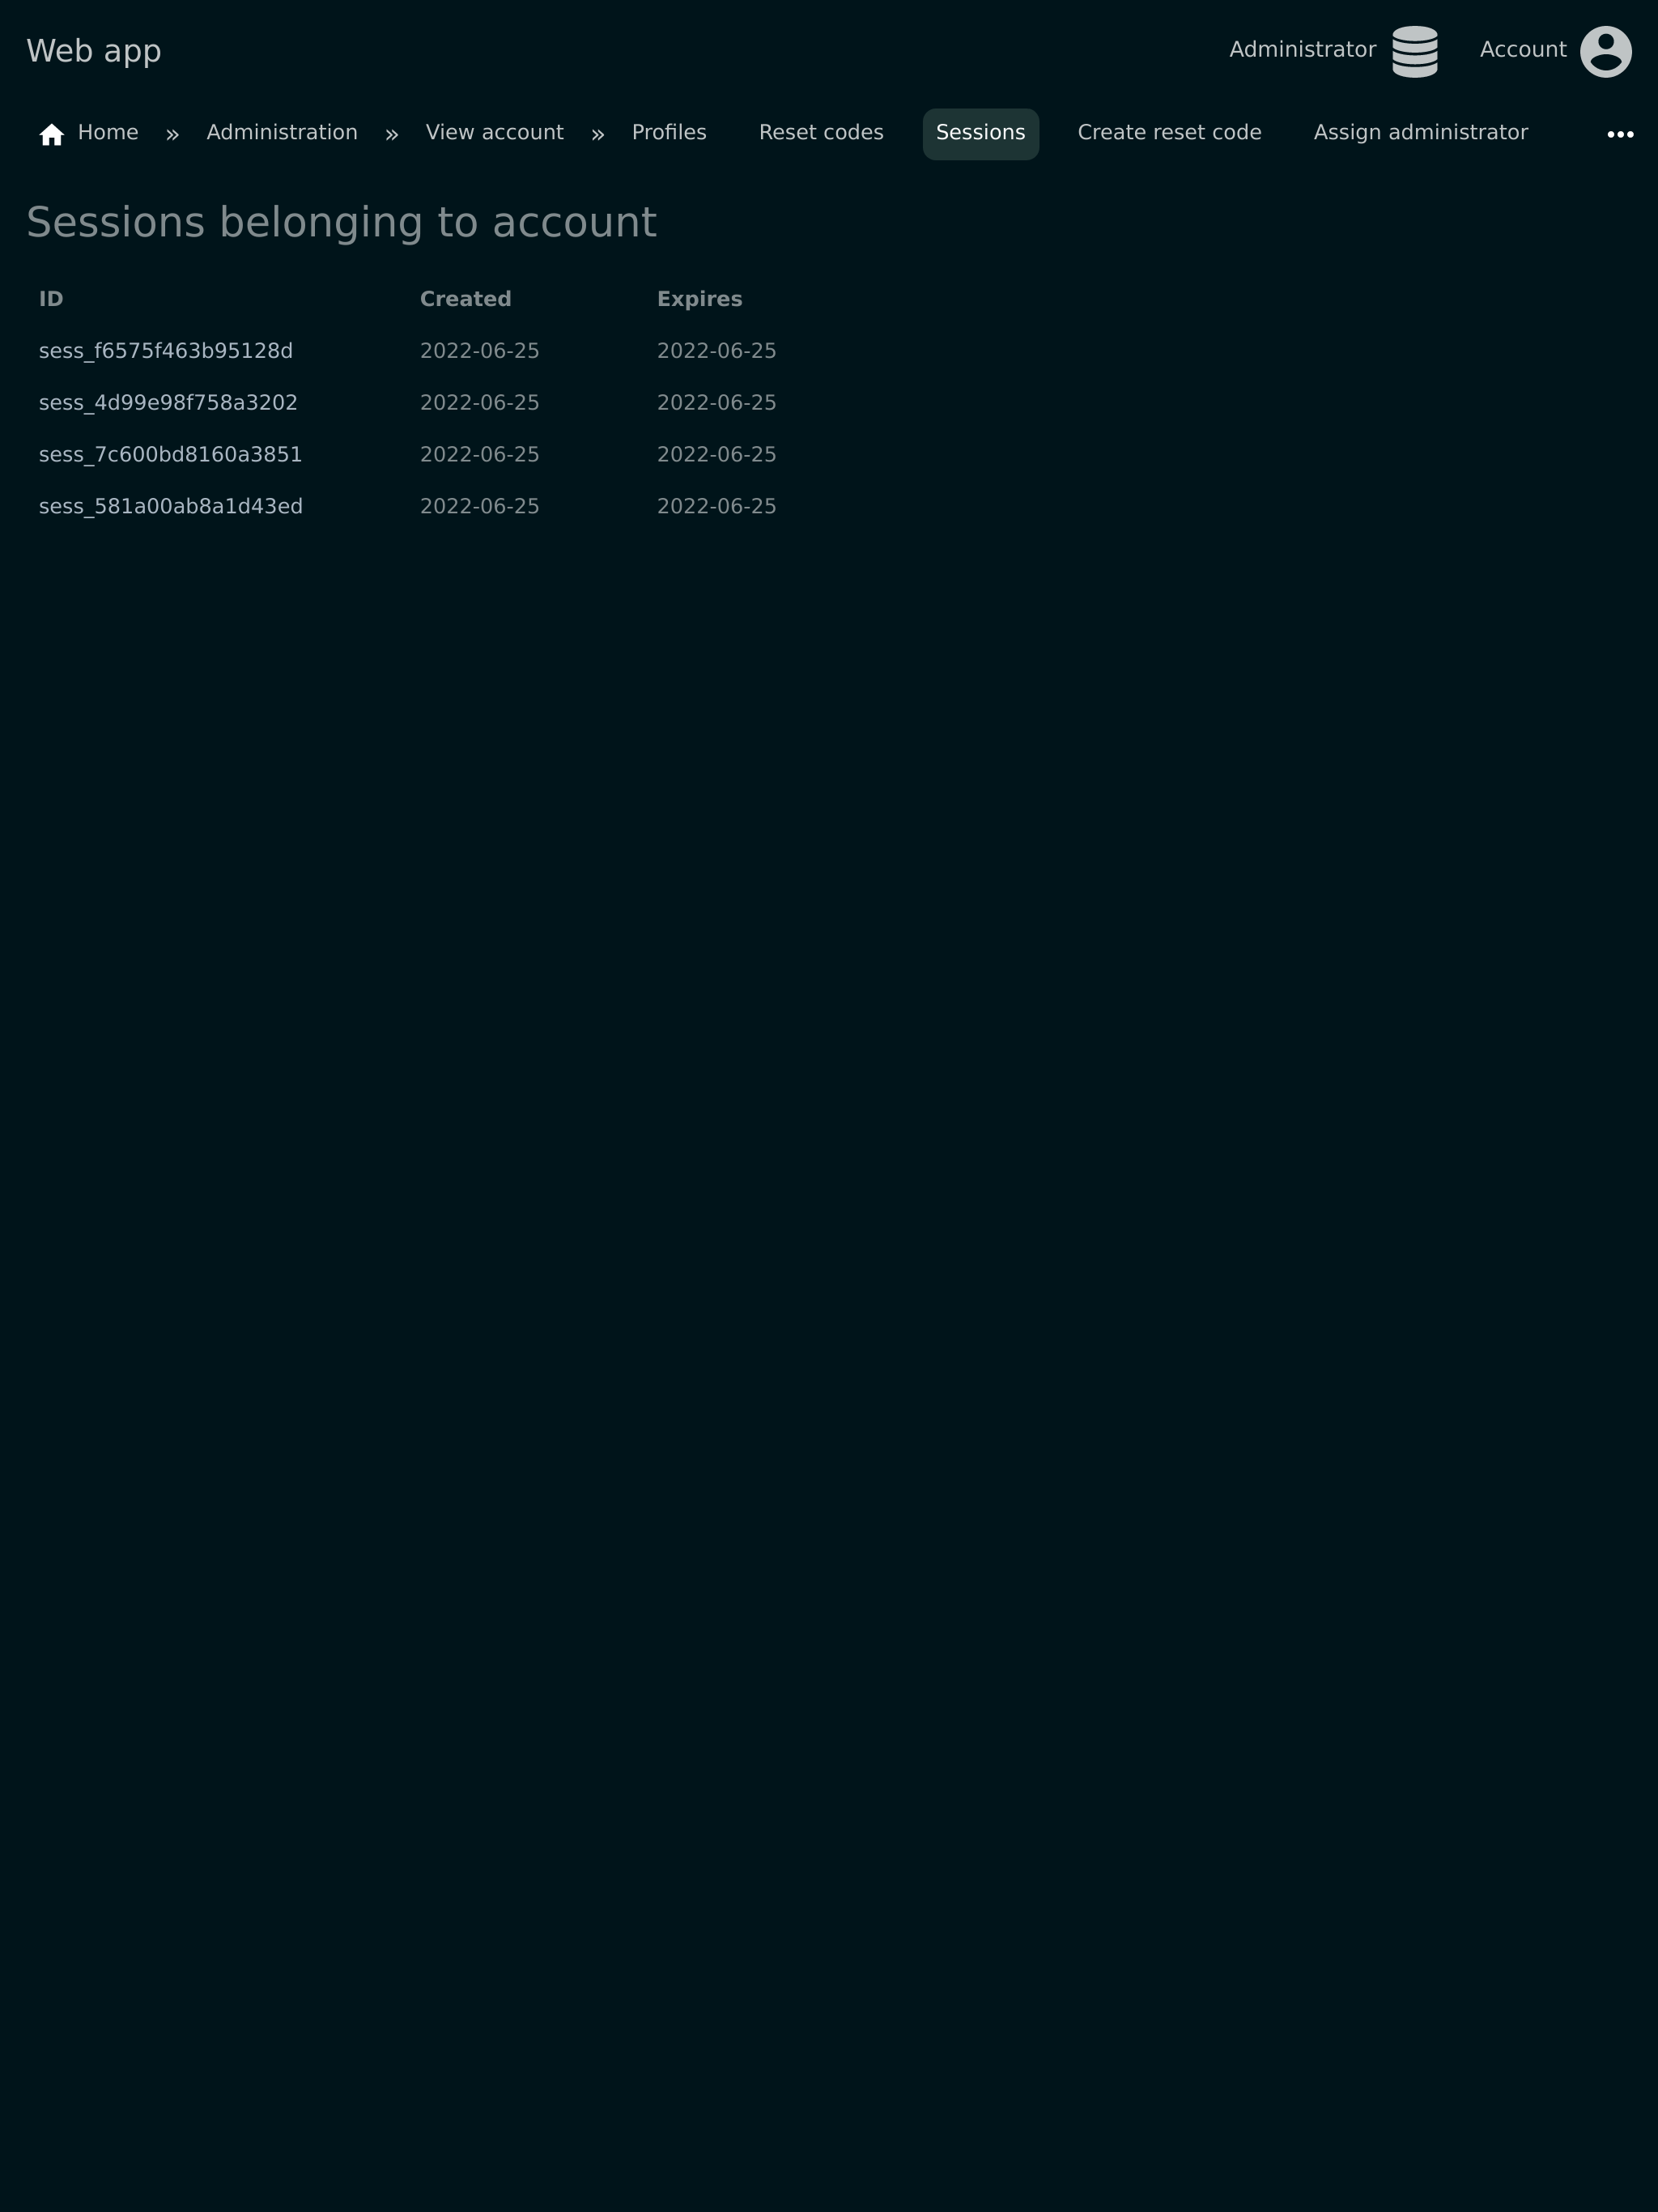 Web app
Administrator
Account
Home » Administration » View account » Profiles Reset codes Sessions Create reset code Assign administrator •••
Sessions belonging to account
ID Created Expires
sess_f6575f463b95128d 2022-06-25 2022-06-25
sess_4d99e98f758a3202 2022-06-25 2022-06-25
sess_7c600bd8160a3851 2022-06-25 2022-06-25
sess_581a00ab8a1d43ed 2022-06-25 2022-06-25